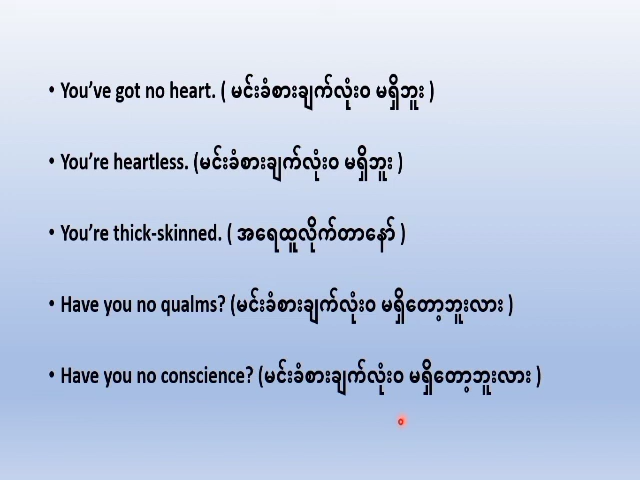 • You’ve got no heart. ( မင်းခံစားချက်လုံးဝ မရှိဘူး )
• You’re heartless. (မင်းခံစားချက်လုံးဝ မရှိဘူး )
• You’re thick-skinned. ( အရေထူလိုက်တာနော် )
• Have you no qualms? (မင်းခံစားချက်လုံးဝ မရှိတော့ဘူးလား )
• Have you no conscience? (မင်းခံစားချက်လုံးဝ မရှိတော့ဘူးလား )